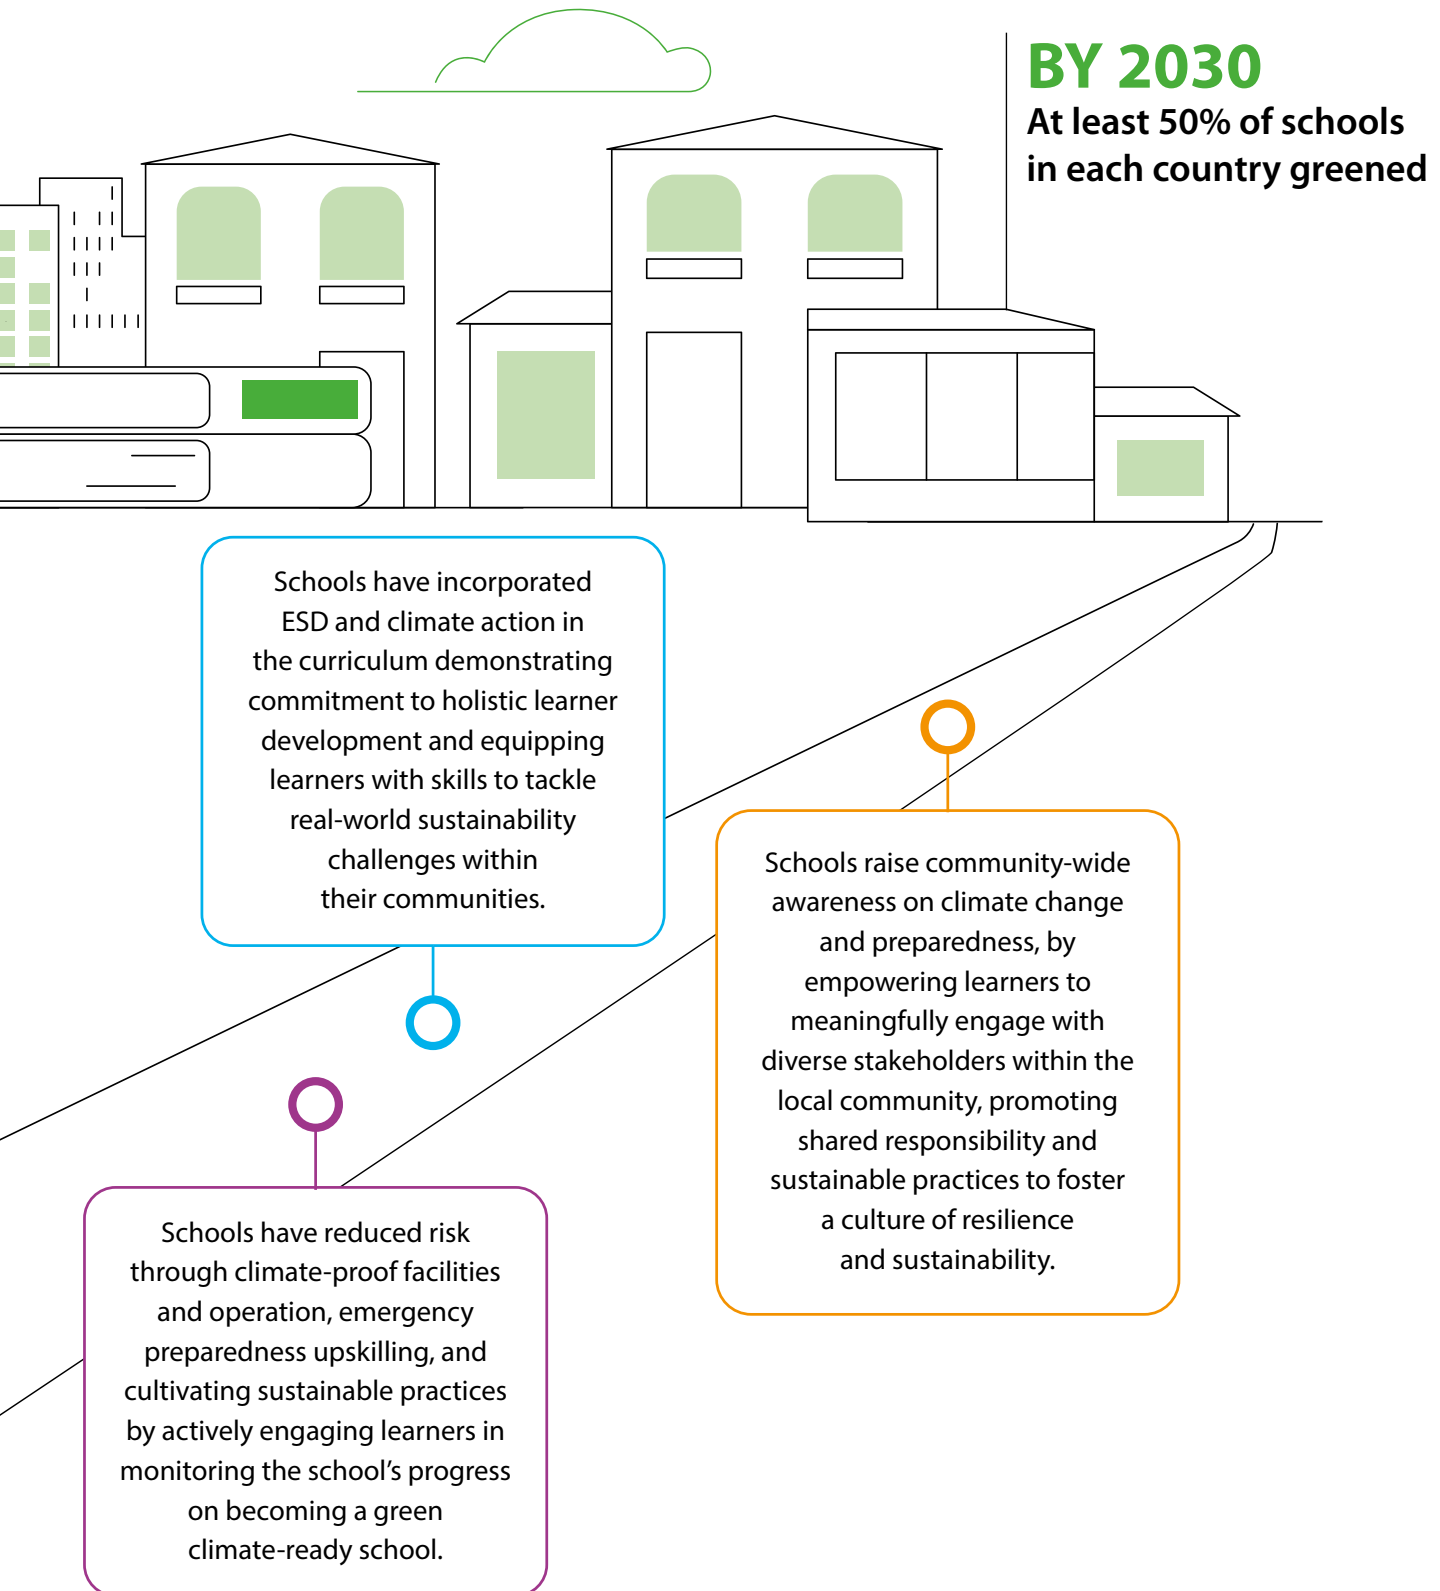 BY 2030
At least 50% of schools
in each country greened
Schools have incorporated
ESD and climate action in
the curriculum demonstrating
commitment to holistic learner
development and equipping
learners with skills to tackle
real-world sustainability
challenges within
their communities.
Schools raise community-wide
awareness on climate change
and preparedness, by
empowering learners to
meaningfully engage with
diverse stakeholders within the
local community, promoting
shared responsibility and
sustainable practices to foster
a culture of resilience
and sustainability.
Schools have reduced risk
through climate-proof facilities
and operation, emergency
preparedness upskilling, and
cultivating sustainable practices
by actively engaging learners in
monitoring the school’s progress
on becoming a green
climate-ready school.